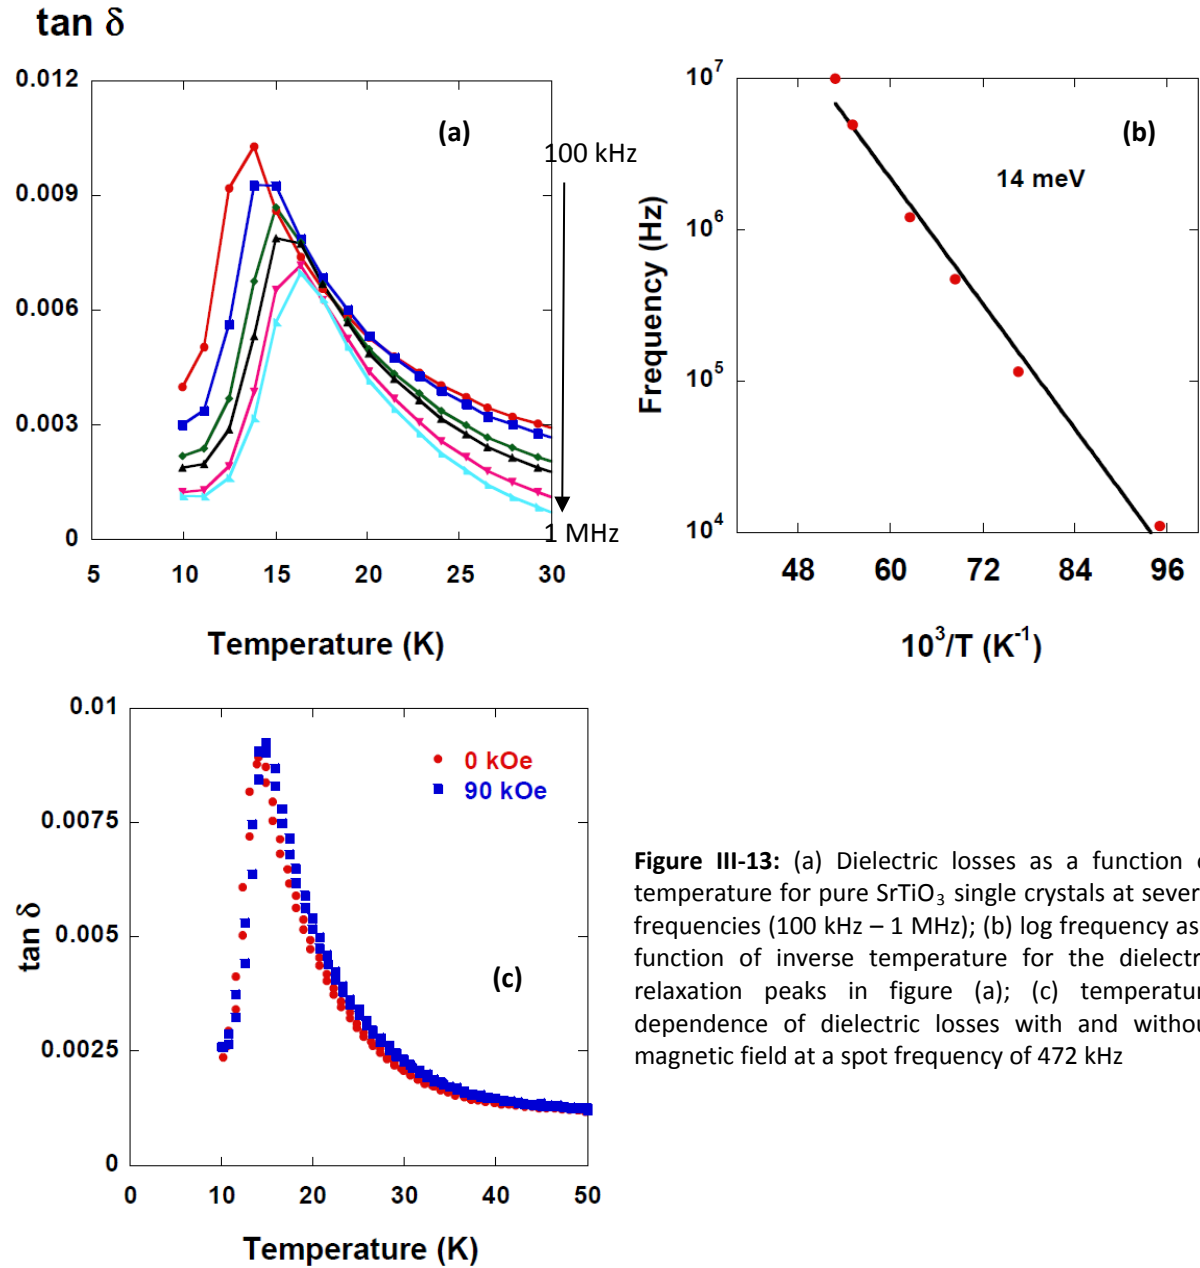 tan δ
0.012
0.009
0.006
0.003
0
(a)
100 kHz
1 MHz
5 10 15 20 25 30
Temperature (K)
10⁷
10⁶
10⁵
10⁴
Frequency (Hz)
(b)
14 meV
48 60 72 84 96
10³/T (K⁻¹)
0.01
0.0075
0.005
0.0025
0
tan δ
0 kOe
90 kOe
(c)
0 10 20 30 40 50
Temperature (K)
Figure III-13: (a) Dielectric losses as a function
temperature for pure SrTiO₃ single crystals at sever
frequencies (100 kHz – 1 MHz); (b) log frequency as
function of inverse temperature for the dielectr
relaxation peaks in figure (a); (c) temperatur
dependence of dielectric losses with and withou
magnetic field at a spot frequency of 472 kHz